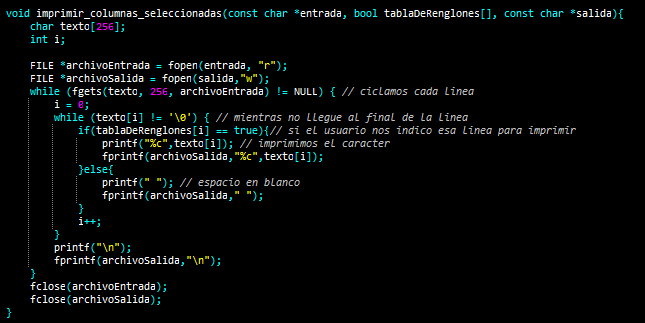 void imprimir_columnas_seleccionadas(const char *entrada, bool tablaDeRenglones[], const char *salida){
    char texto[256];
    int i;

    FILE *archivoEntrada = fopen(entrada, "r");
    FILE *archivoSalida = fopen(salida,"w");
    while (fgets(texto, 256, archivoEntrada) != NULL) { // ciclamos cada linea
        i = 0;
        while (texto[i] != '\0') { // mientras no llegue al final de la linea
            if(tablaDeRenglones[i] == true){// si el usuario nos indico esa linea para imprimir
                printf("%c",texto[i]); // imprimimos el caracter
                fprintf(archivoSalida,"%c",texto[i]);
            }else{
                printf(" "); // espacio en blanco
                fprintf(archivoSalida," ");
            }
            i++;
        }
        printf("\n");
        fprintf(archivoSalida,"\n");
    }
    fclose(archivoEntrada);
    fclose(archivoSalida);
}